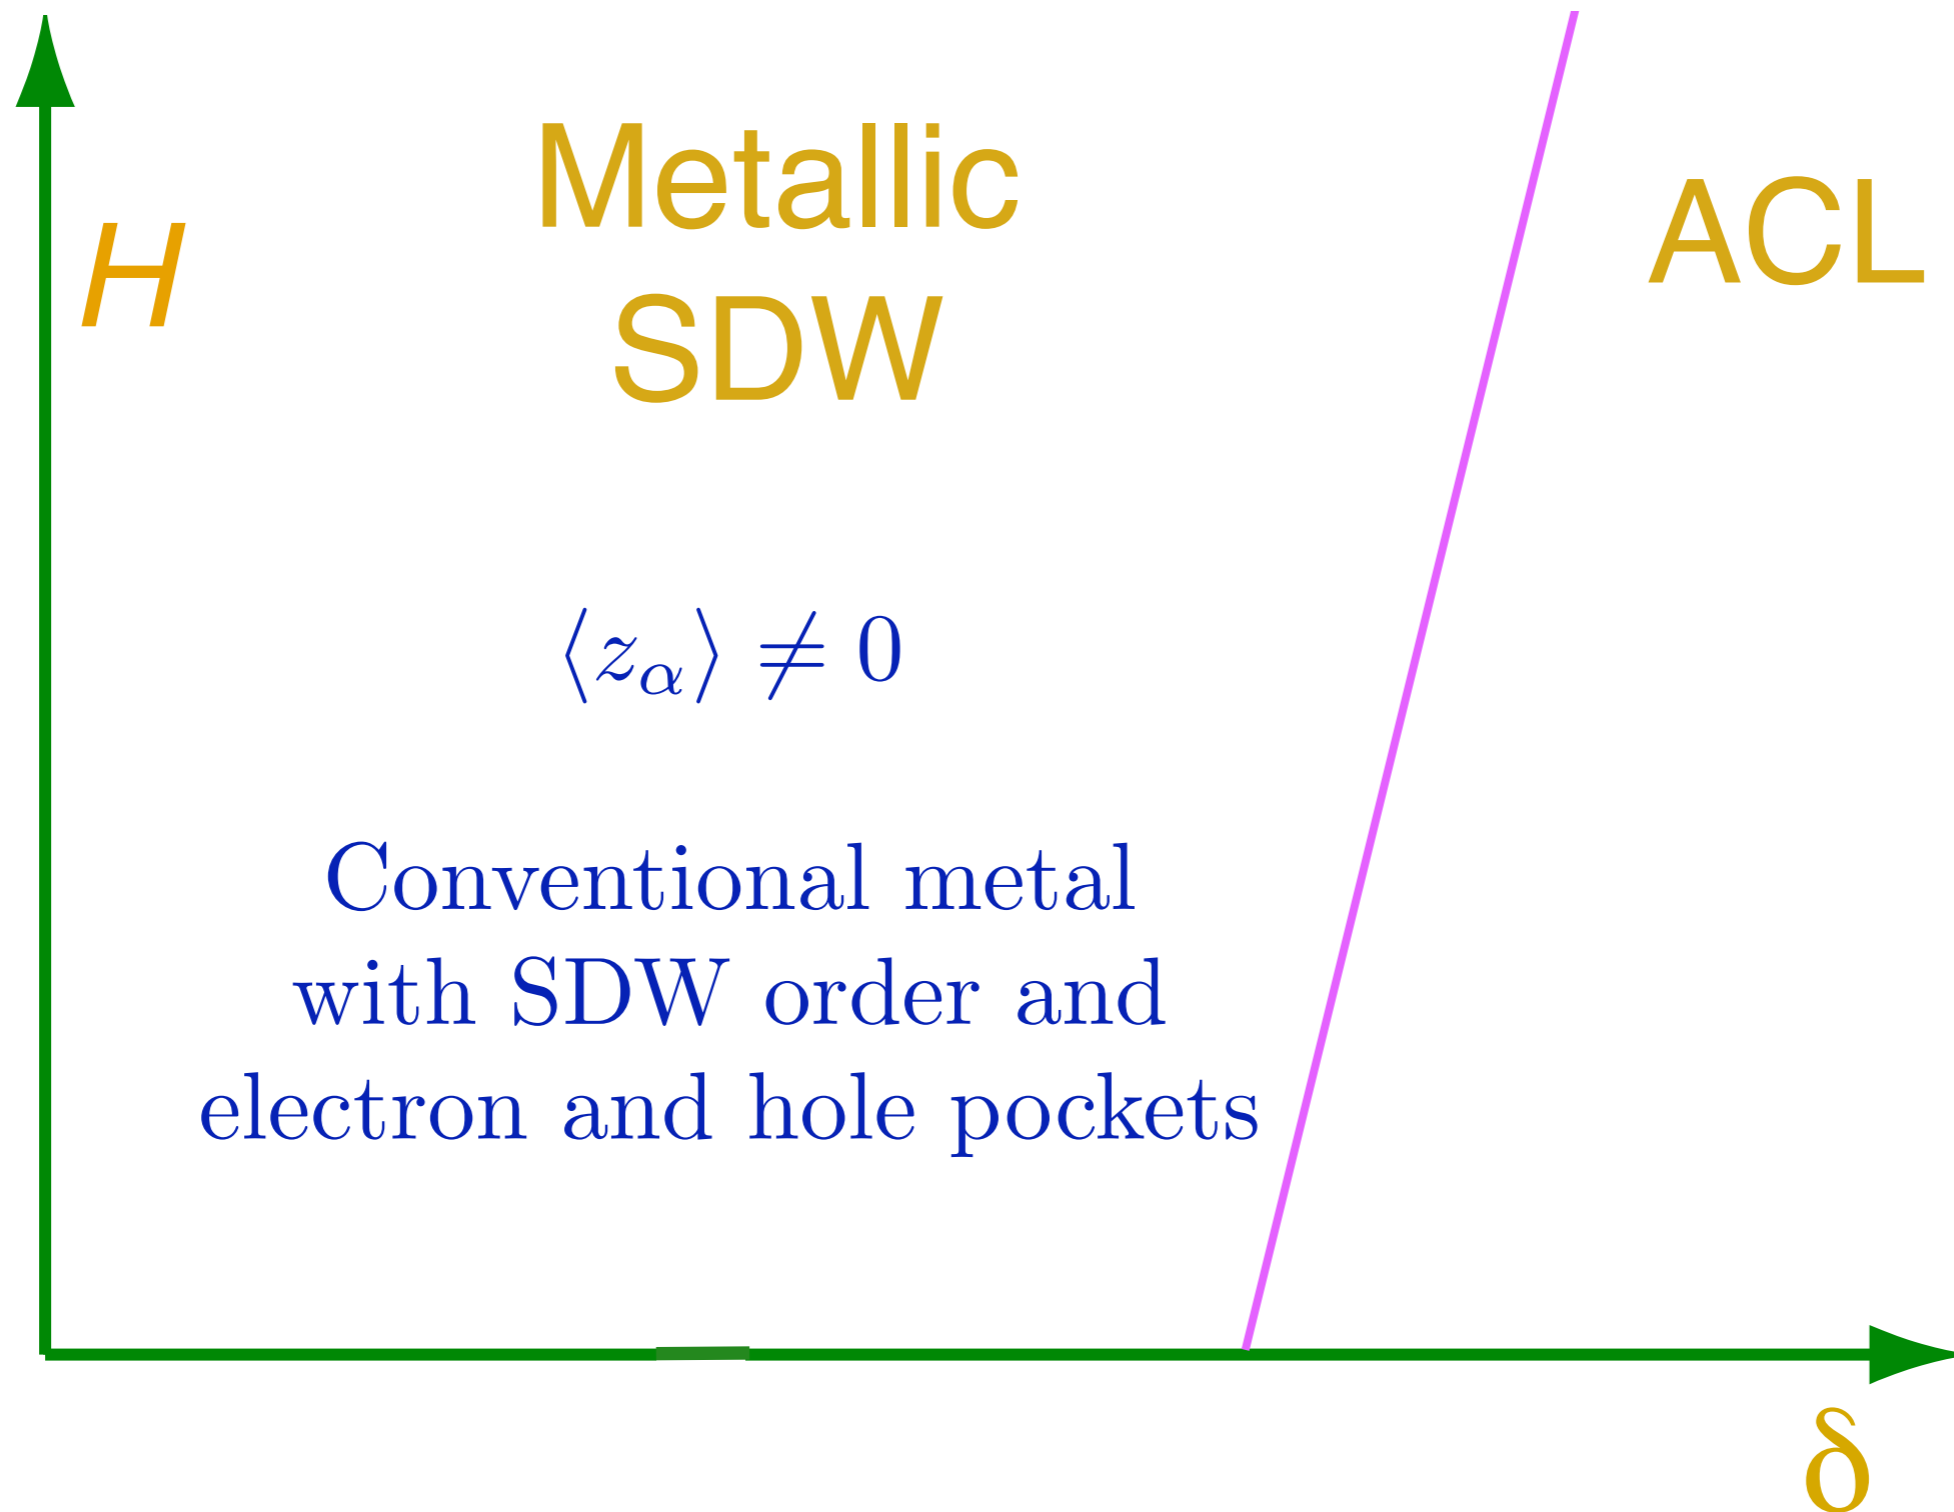 H
Metallic
SDW
ACL
⟨z_α⟩ ≠ 0
Conventional metal
with SDW order and
electron and hole pockets
δ